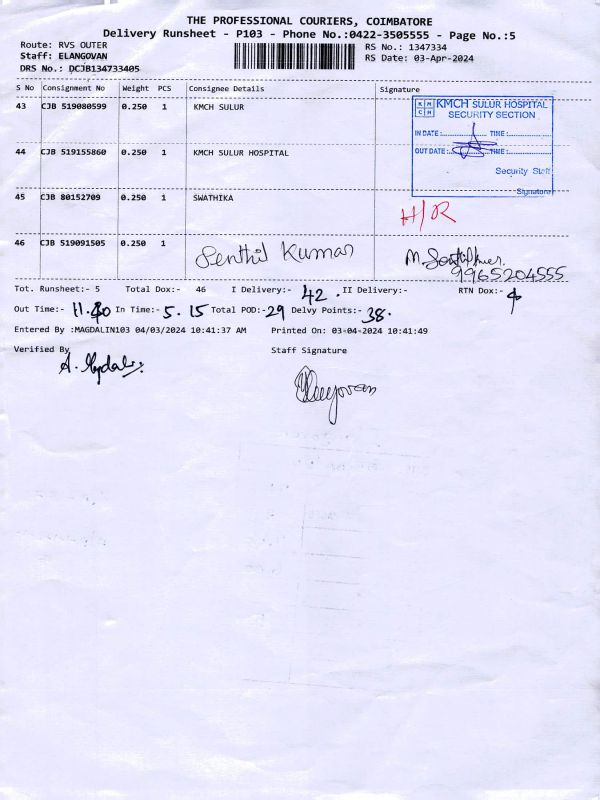 THE PROFESSIONAL COURIERS, COIMBATORE
Delivery Runsheet - P103 - Phone No.:0422-3505555 - Page No.:5
Route: RVS OUTER
RS No.: 1347334
Staff: ELANGOVAN
RS Date: 03-Apr-2024
DRS No.: DCJB134733405
S No Consignment No Weight PCS Consignee Details Signature
43 CJB 519080599 0.250 1 KMCH SULUR
KMCH SULUR HOSPITAL
SECURITY SECTION
IN DATE: TIME:
OUT DATE: TIME:
Security Staff
Signature
44 CJB 519155860 0.250 1 KMCH SULUR HOSPITAL
45 CJB 80152709 0.250 1 SWATHIKA
H/R
46 CJB 519091505 0.250 1 Senthil Kumar
9965204555
Tot. Runsheet:- 5 Total Dox:- 46 I Delivery:- 42. II Delivery:- RTN Dox:- 4
Out Time:- In Time:- 5.15 Total POD:- 29 Delvy Points:- 38.
Entered By :MAGDALIN103 04/03/2024 10:41:37 AM Printed On: 03-04-2024 10:41:49
Verified By Staff Signature